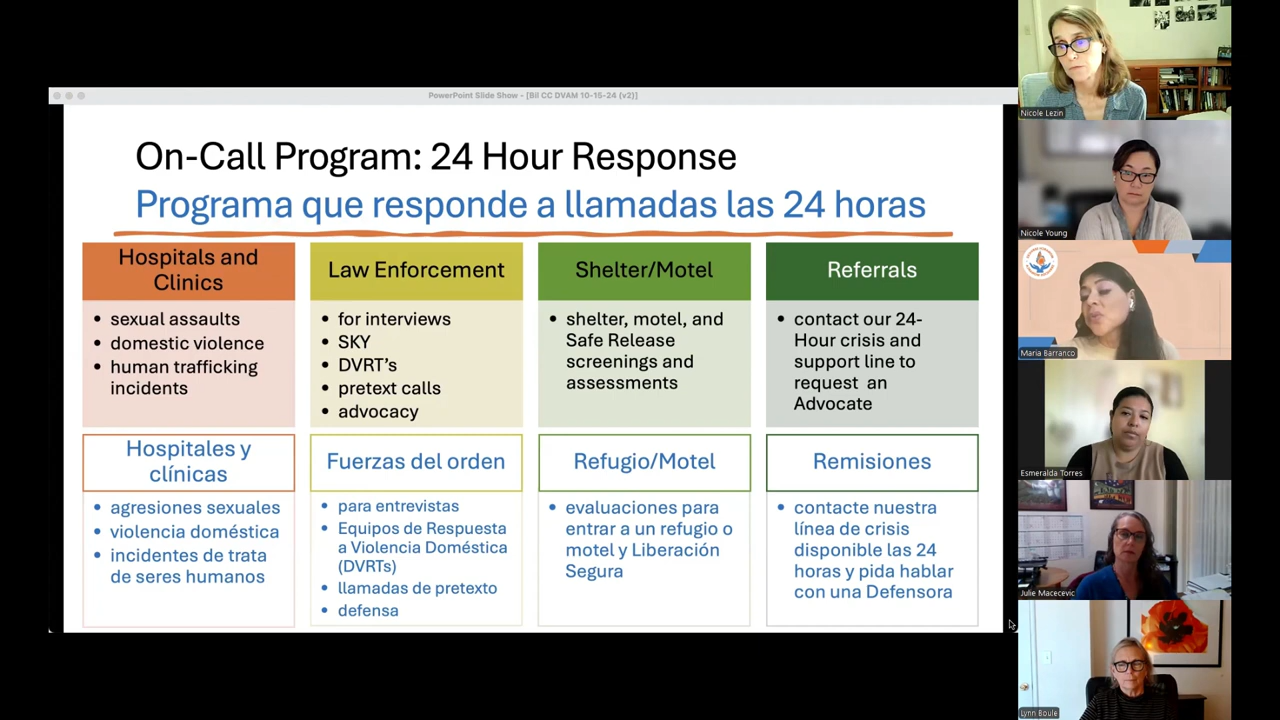 PowerPoint Slide Show - [Bil CC DVAM 10-15-24 (v2)]
On-Call Program: 24 Hour Response
Programa que responde a llamadas las 24 horas
Hospitals and
Clinics
• sexual assaults
• domestic violence
• human trafficking
incidents
Law Enforcement
• for interviews
• SKY
• DVRT's
• pretext calls
• advocacy
Shelter/Motel
• shelter, motel, and
Safe Release
screenings and
assessments
Referrals
• contact our 24-
Hour crisis and
support line to
request an
Advocate
Hospitales y
clínicas
• agresiones sexuales
• violencia doméstica
• incidentes de trata
de seres humanos
Fuerzas del orden
• para entrevistas
• Equipos de Respuesta
a Violencia Doméstica
(DVRTs)
• llamadas de pretexto
• defensa
Refugio/Motel
• evaluaciones para
entrar a un refugio o
motel y Liberación
Segura
Remisiones
• contacte nuestra
línea de crisis
disponible las 24
horas y pida hablar
con una Defensora
Nicole Lezin
Nicole Young
Maria Barranco
Esmeralda Torres
Julie Macecevic
Lynn Boule